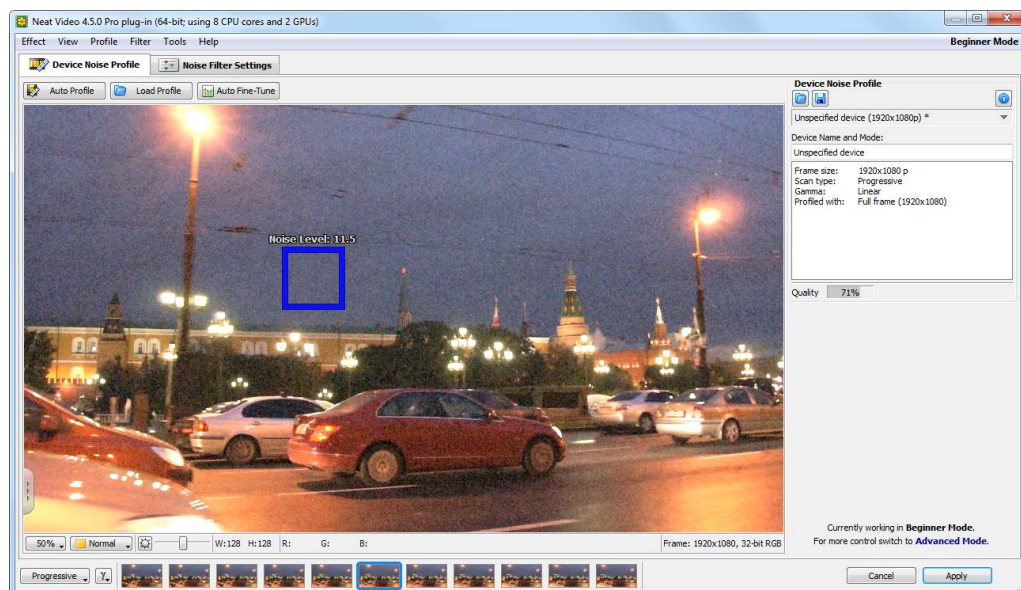 Neat Video 4.5.0 Pro plug-in (64-bit; using 8 CPU cores and 2 GPUs)
Effect View Profile Filter Tools Help
Beginner Mode
Device Noise Profile
Noise Filter Settings
Auto Profile
Load Profile
Auto Fine-Tune
Noise Level: 11.5
Device Noise Profile
Unspecified device (1920x1080p) *
Device Name and Mode:
Unspecified device
Frame size: 1920x1080 p
Scan type: Progressive
Gamma: Linear
Profiled with: Full frame (1920x1080)
Quality 71%
Currently working in Beginner Mode.
For more control switch to Advanced Mode.
50% Normal W:128 H:128 R: G: B: Frame: 1920x1080, 32-bit RGB
Progressive γ
Cancel Apply